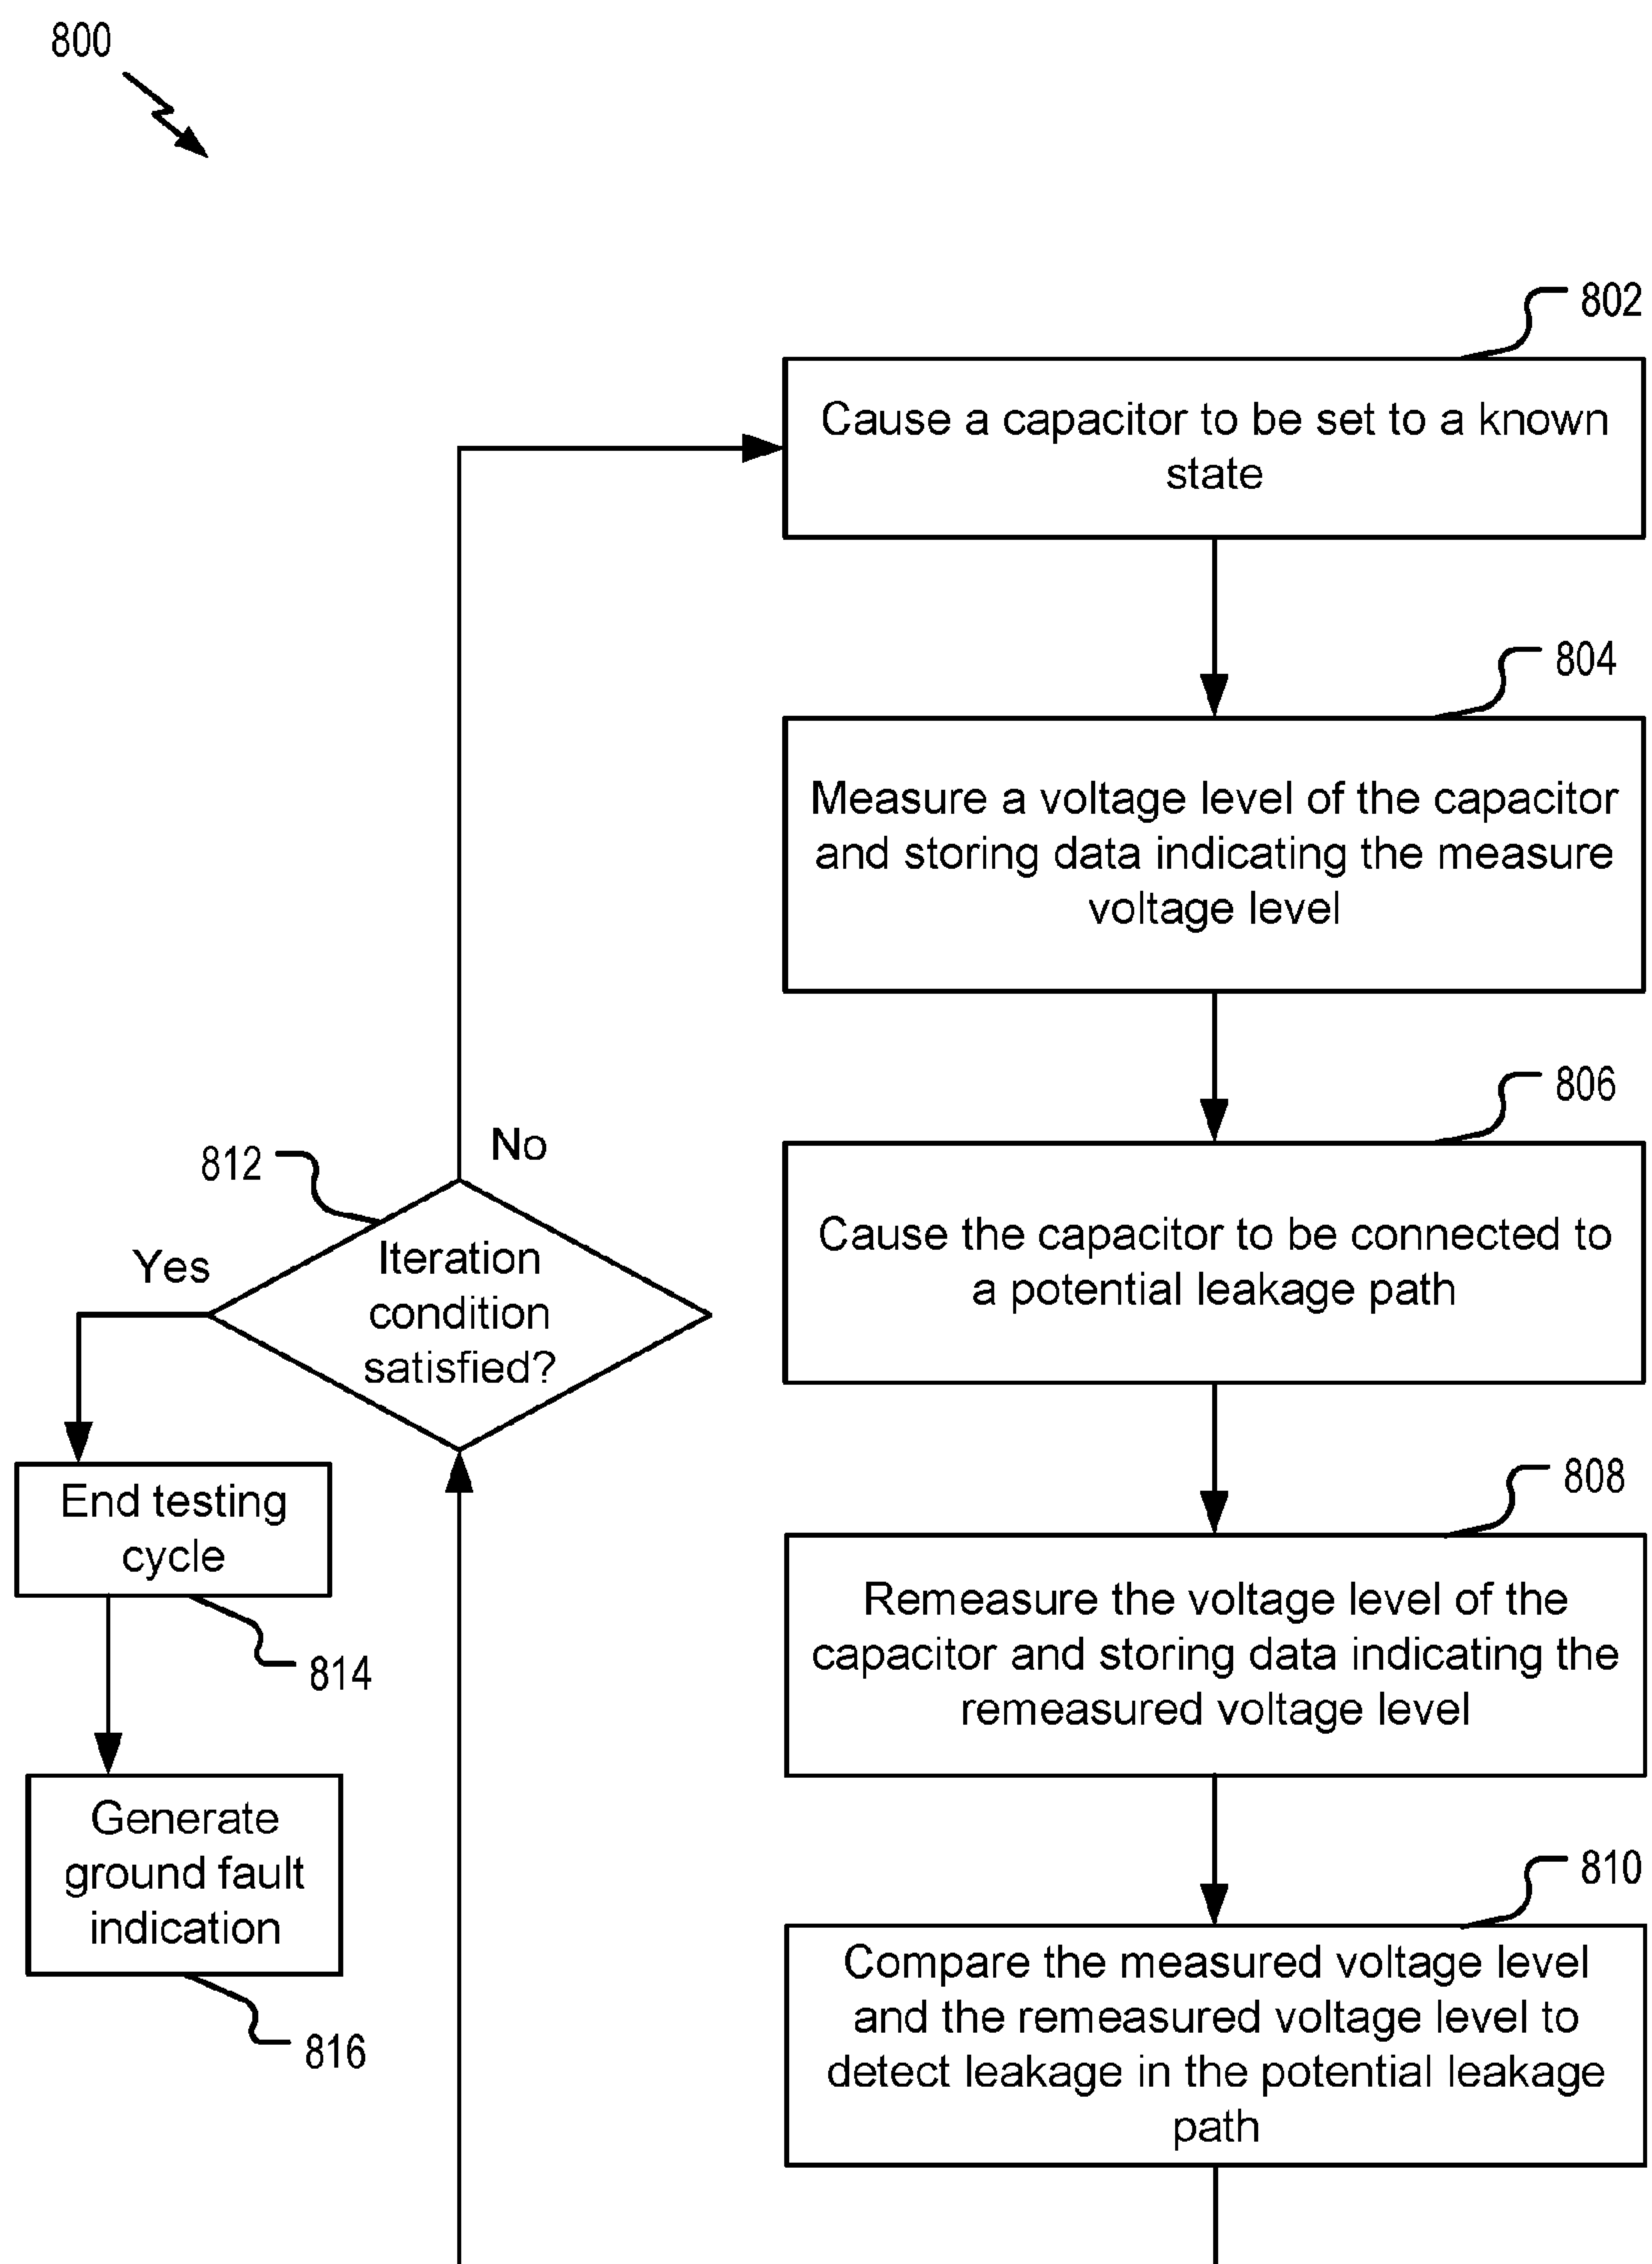 800
802
Cause a capacitor to be set to a known
state
804
Measure a voltage level of the capacitor
and storing data indicating the measure
voltage level
806
Cause the capacitor to be connected to
a potential leakage path
808
Remeasure the voltage level of the
capacitor and storing data indicating the
remeasured voltage level
810
Compare the measured voltage level
and the remeasured voltage level to
detect leakage in the potential leakage
path
812
No
Yes
Iteration
condition
satisfied?
End testing
cycle
814
Generate
ground fault
indication
816